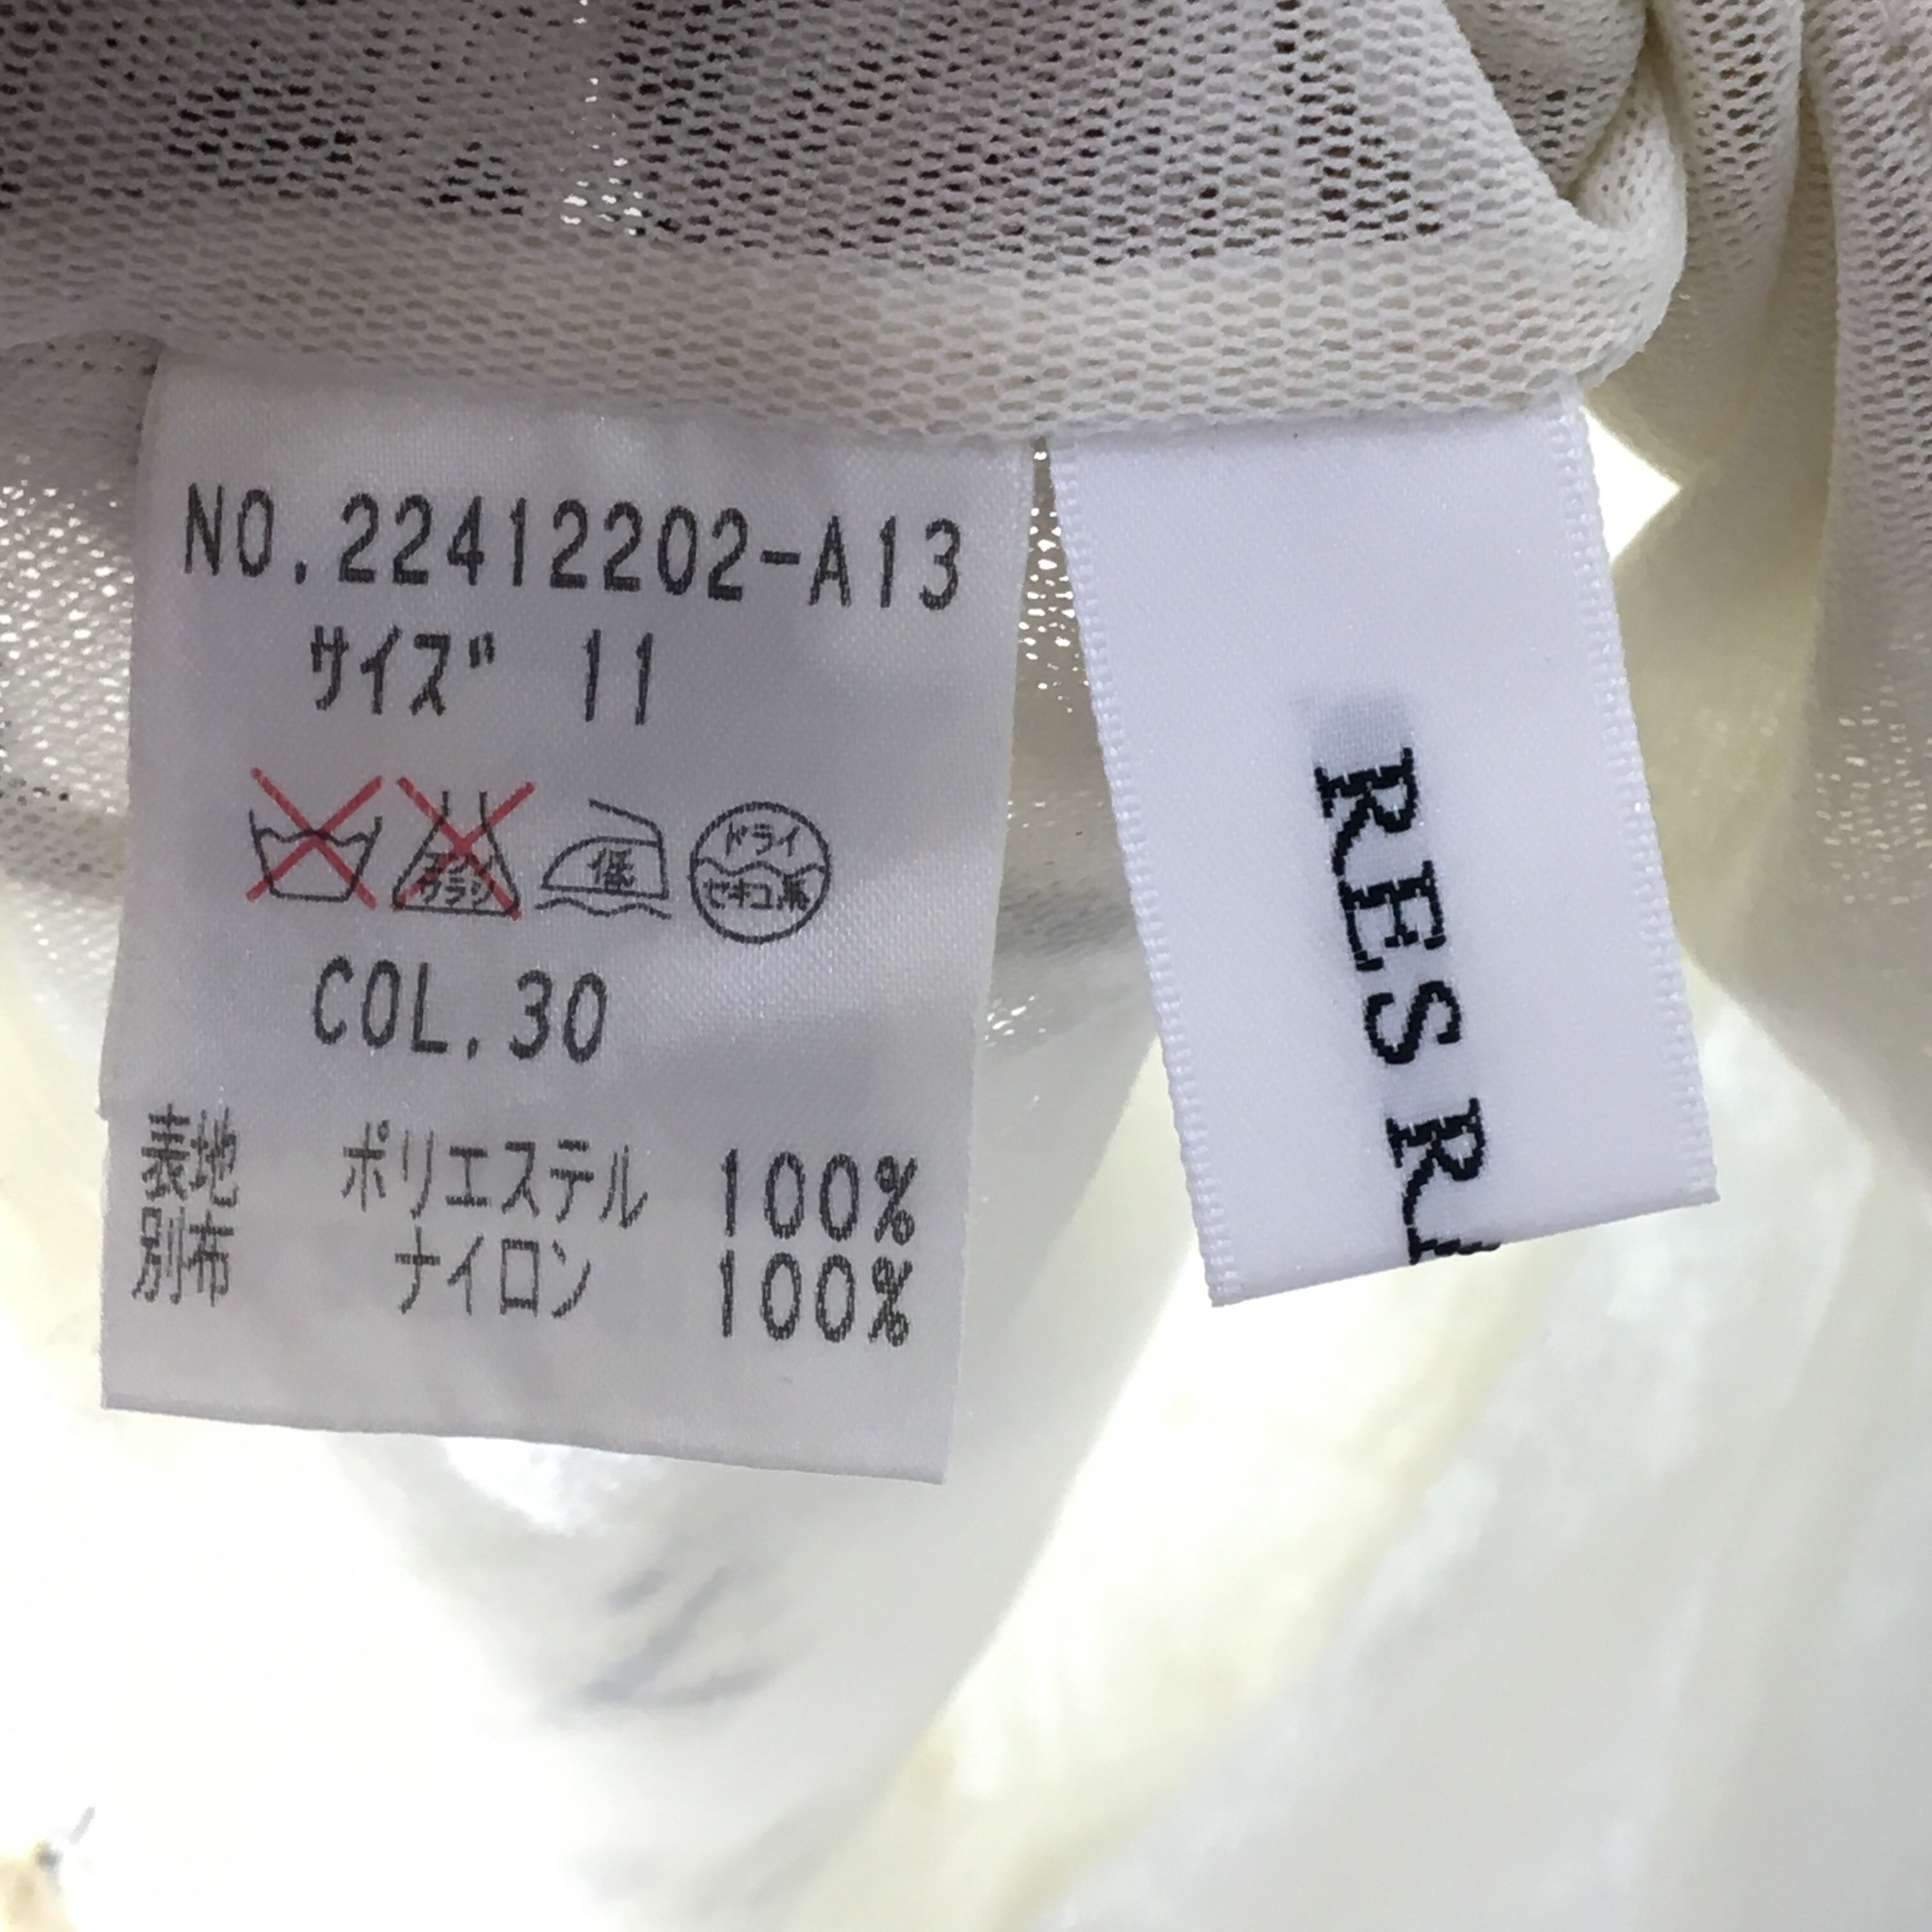 NO.22412202-A13
サイズ 11
低
ドライ
セキユ系
COL.30
表地 ポリエステル 100%
別布 ナイロン 100%
RES R